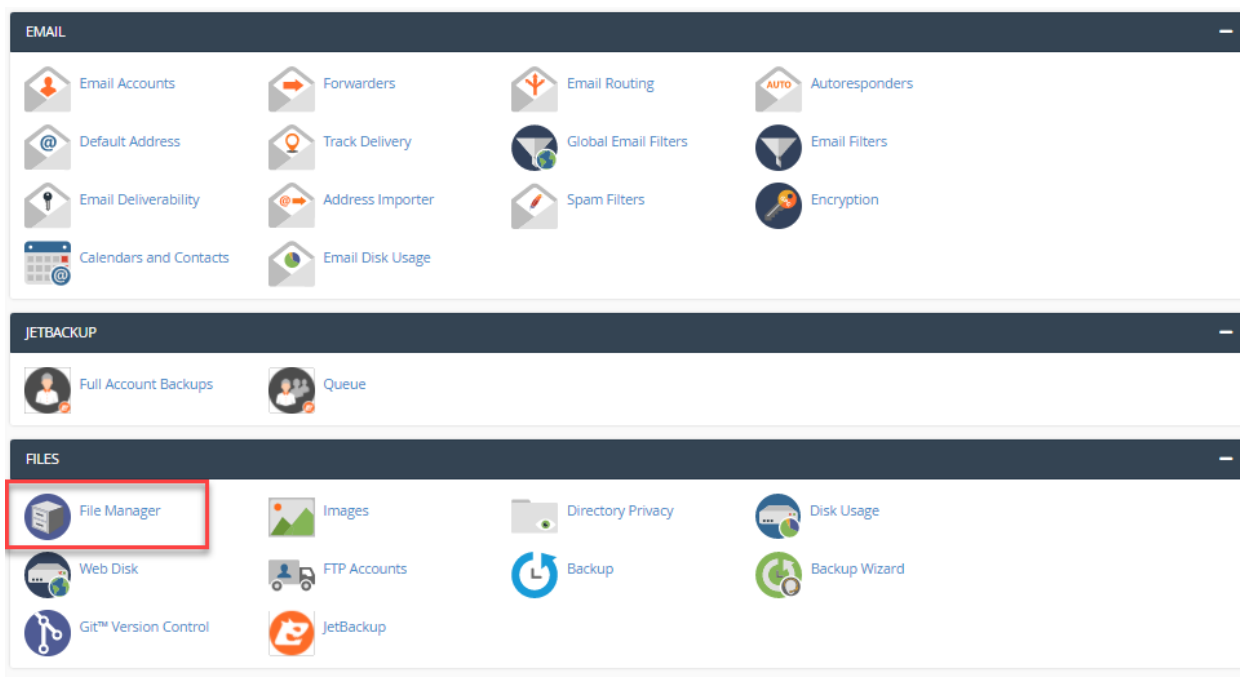 EMAIL
Email Accounts Forwarders Email Routing AUTO Autoresponders
@ Default Address Track Delivery Global Email Filters Email Filters
Email Deliverability @ Address Importer Spam Filters Encryption
@ Calendars and Contacts Email Disk Usage
JETBACKUP
Full Account Backups Queue
FILES
File Manager Images Directory Privacy Disk Usage
Web Disk FTP Accounts Backup Backup Wizard
Git™ Version Control JetBackup